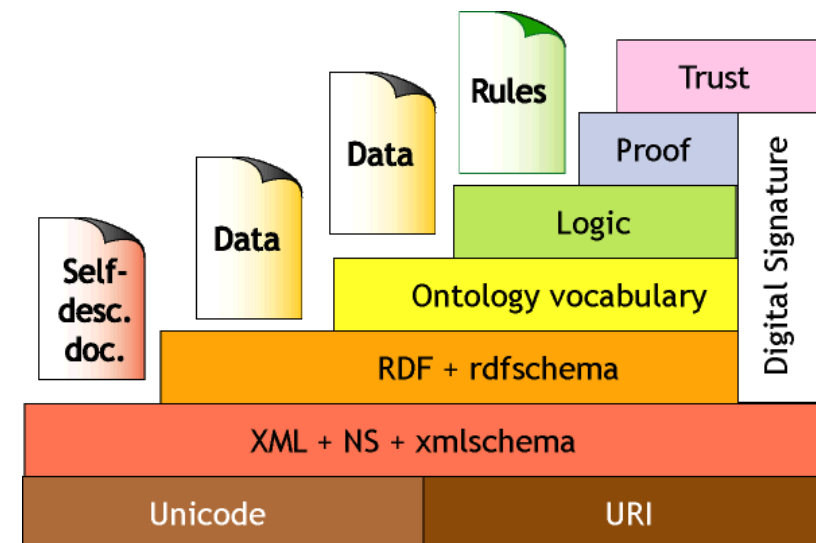 Rules
Trust
Data
Proof
Data
Logic
Self-
desc.
doc.
Ontology vocabulary
Digital Signature
RDF + rdfschema
XML + NS + xmlschema
Unicode
URI